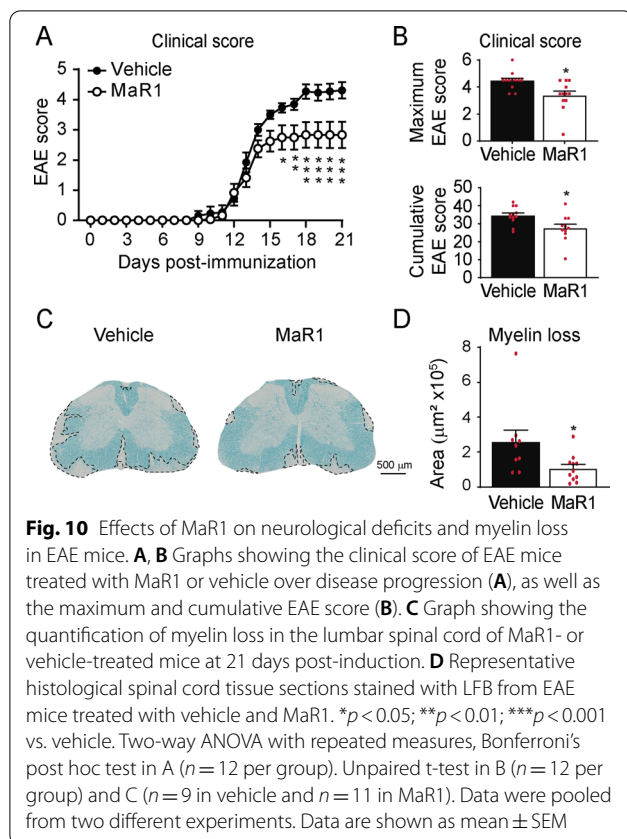 A
Clinical score
Vehicle
MaR1
EAE score
5
4
3
2
1
0
*
* *
* * *
* * *
* * *
* * *
0 3 6 9 12 15 18 21
Days post-immunization
B
Clinical score
Maximum
EAE score
6
4
2
0
*
Vehicle MaR1
Cumulative
EAE score
50
40
30
20
10
0
*
Vehicle MaR1
C
Vehicle
MaR1
500 µm
D
Myelin loss
Area (µm² x10⁵)
8
6
4
2
0
*
Vehicle MaR1
Fig. 10 Effects of MaR1 on neurological deficits and myelin loss
in EAE mice. A, B Graphs showing the clinical score of EAE mice
treated with MaR1 or vehicle over disease progression (A), as well as
the maximum and cumulative EAE score (B). C Graph showing the
quantification of myelin loss in the lumbar spinal cord of MaR1- or
vehicle-treated mice at 21 days post-induction. D Representative
histological spinal cord tissue sections stained with LFB from EAE
mice treated with vehicle and MaR1. *p < 0.05; **p < 0.01; ***p < 0.001
vs. vehicle. Two-way ANOVA with repeated measures, Bonferroni's
post hoc test in A (n = 12 per group). Unpaired t-test in B (n = 12 per
group) and C (n = 9 in vehicle and n = 11 in MaR1). Data were pooled
from two different experiments. Data are shown as mean ± SEM